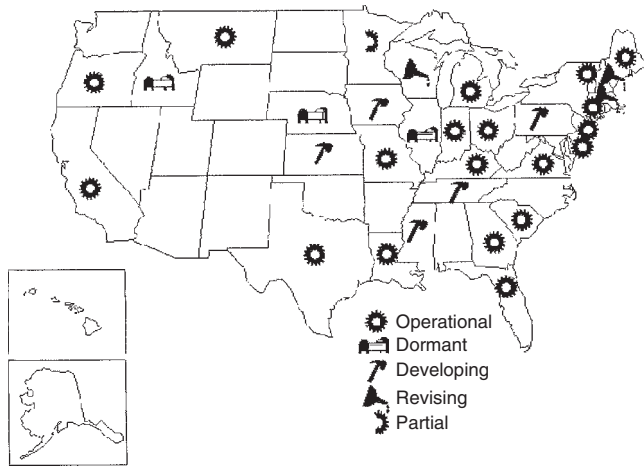 Operational
Dormant
Developing
Revising
Partial